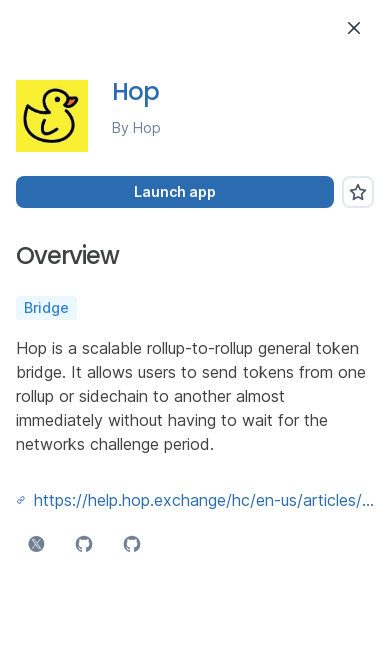 Hop
By Hop
Launch app
Overview
Bridge
Hop is a scalable rollup-to-rollup general token
bridge. It allows users to send tokens from one
rollup or sidechain to another almost
immediately without having to wait for the
networks challenge period.
https://help.hop.exchange/hc/en-us/articles/...